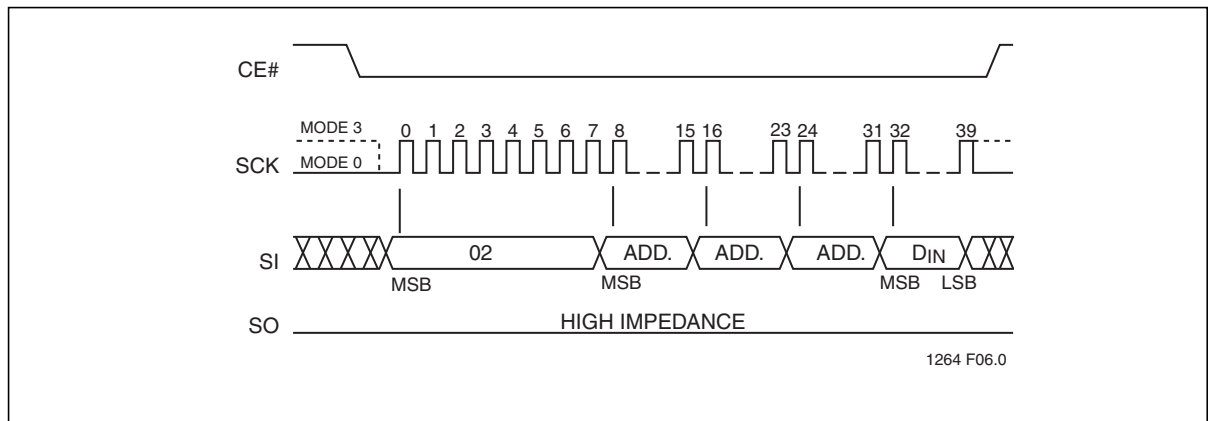 CE#
MODE 3
0 1 2 3 4 5 6 7 8 15 16 23 24 31 32 39
SCK MODE 0
SI 02 ADD. ADD. ADD. DIN
MSB MSB MSB LSB
SO HIGH IMPEDANCE
1264 F06.0